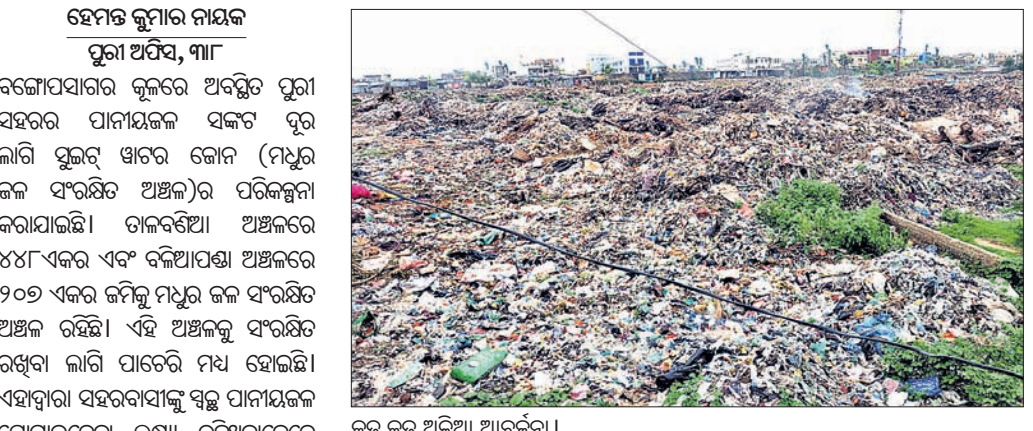 ହେମନ୍ତ କୁମାର ନାୟକ
ପୁରୀ ଅଫିସ, ୩।୮
ବଙ୍ଗୋପସାଗର କୂଳରେ ଅବସ୍ଥିତ ପୁରୀ
ସହରର ପାନୀୟଜଳ ସଙ୍କଟ ଦୂର
ଲାଗି ସୁଇଟ୍ ୱାଟର ଜୋନ (ମଧୁର
ଜଳ ସଂରକ୍ଷିତ ଅଞ୍ଚଳ)ର ପରିକଳ୍ପନା
କରାଯାଇଛି। ତାଳବଣିଆ ଅଞ୍ଚଳରେ
୪୪୮ଏକର ଏବଂ ବଳିଆପଣ୍ଡା ଅଞ୍ଚଳରେ
୨୦୭ ଏକର ଜମିକୁ ମଧୁର ଜଳ ସଂରକ୍ଷିତ
ଅଞ୍ଚଳ ରହିଛି। ଏହି ଅଞ୍ଚଳକୁ ସଂରକ୍ଷିତ
ରଖିବା ଲାଗି ପାଚେରି ମଧ୍ୟ ହୋଇଛି।
ଏହାଦ୍ୱାରା ସହରବାସୀଙ୍କୁ ସ୍ୱଚ୍ଛ ପାନୀୟଜଳ